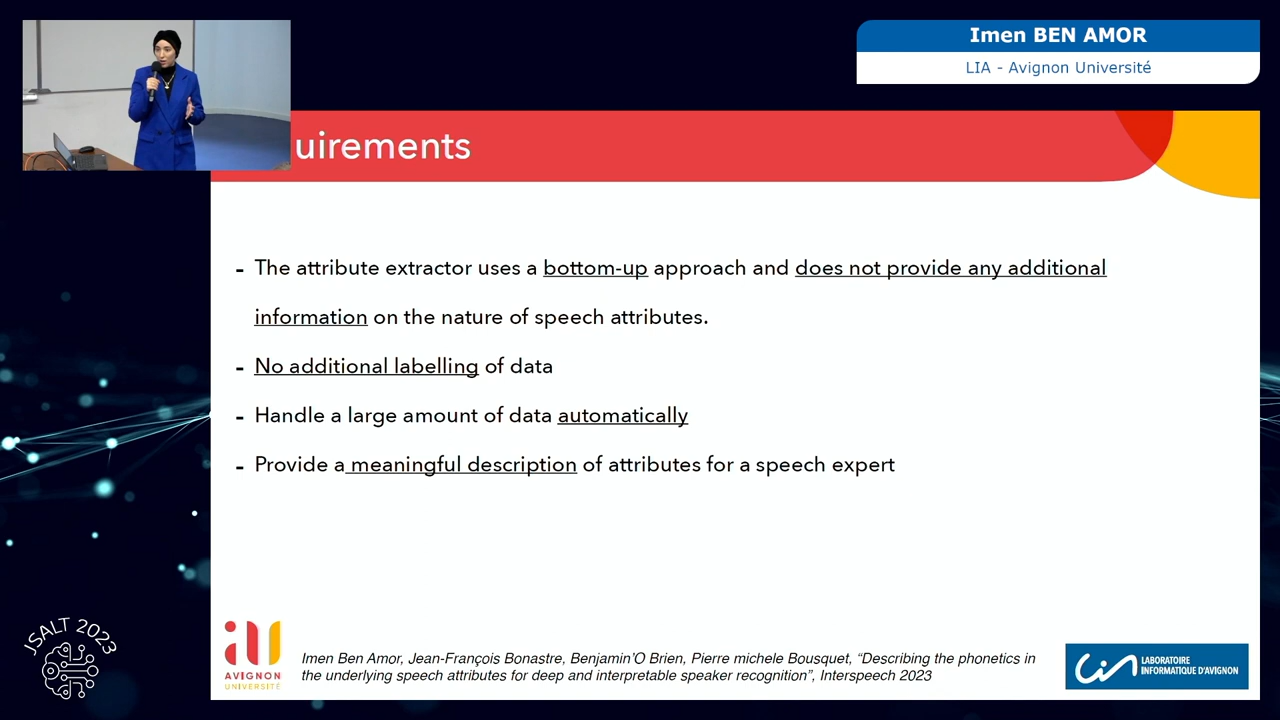 Imen BEN AMOR
LIA - Avignon Université
uirements
- The attribute extractor uses a bottom-up approach and does not provide any additional
information on the nature of speech attributes.
- No additional labelling of data
- Handle a large amount of data automatically
- Provide a meaningful description of attributes for a speech expert
JSALT 2023
AVIGNON
UNIVERSITÉ
Imen Ben Amor, Jean-François Bonastre, Benjamin'O Brien, Pierre michele Bousquet, “Describing the phonetics in
the underlying speech attributes for deep and interpretable speaker recognition”, Interspeech 2023
LABORATOIRE
INFORMATIQUE D'AVIGNON